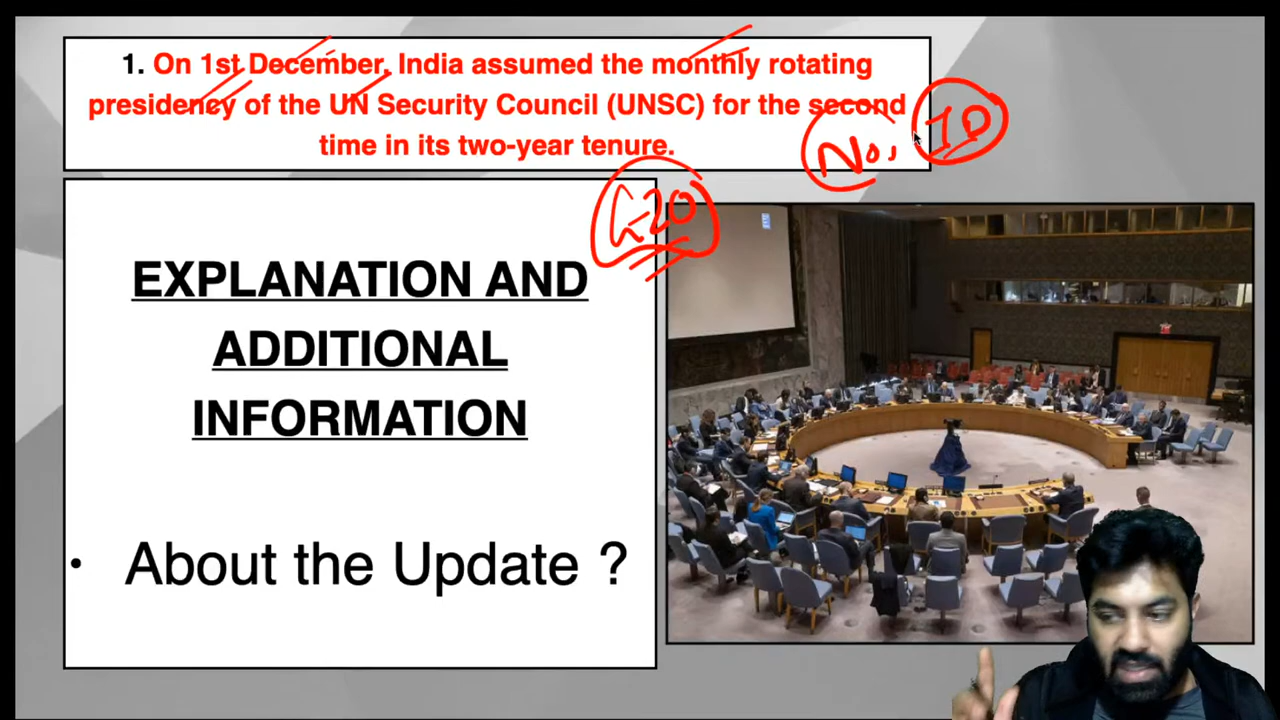 1. On 1st December, India assumed the monthly rotating
presidency of the UN Security Council (UNSC) for the second
time in its two-year tenure.
No,
10
G-20
EXPLANATION AND
ADDITIONAL
INFORMATION
• About the Update ?